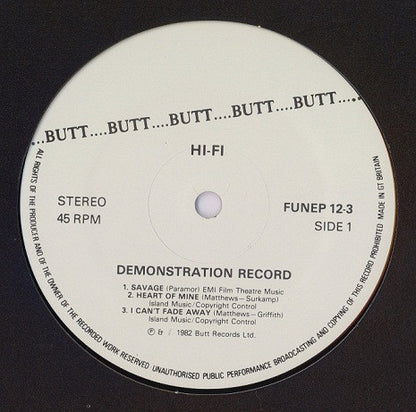 ...BUTT....BUTT....BUTT....BUTT....BUTT.....
HI-FI
STEREO
45 RPM
FUNEP 12-3
SIDE 1
DEMONSTRATION RECORD
1. SAVAGE (Paramor) EMI Film Theatre Music
2. HEART OF MINE (Matthews—Surkamp)
Island Music/Copyright Control
3. I CAN'T FADE AWAY (Matthews—Griffith)
Island Music/Copyright Control
℗ & / 1982 Butt Records Ltd.
ALL RIGHTS OF THE PRODUCER AND OF THE OWNER OF THE RECORDED WORK RESERVED UNAUTHORISED PUBLIC PERFORMANCE BROADCASTING AND COPYING OF THIS RECORD PROHIBITED MADE IN GT BRITAIN